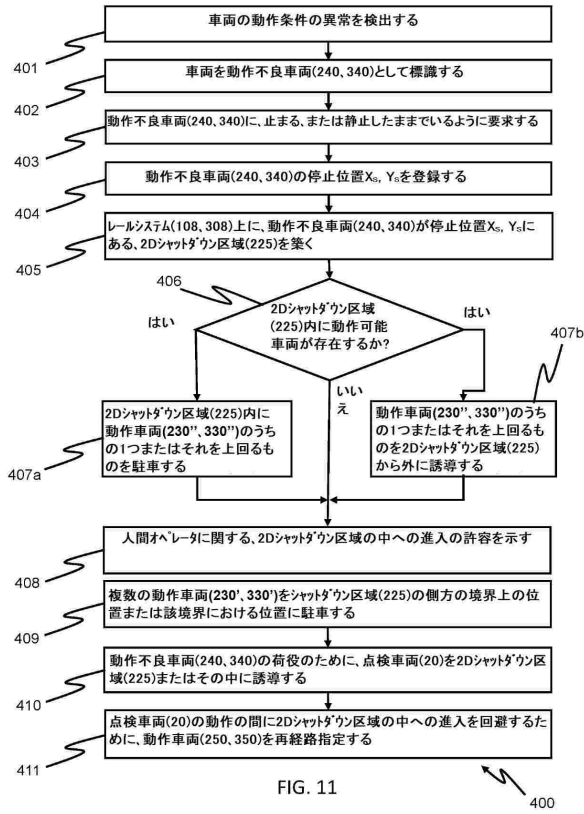 車両の動作条件の異常を検出する
401
車両を動作不良車両(240、340)として標識する
402
動作不良車両(240、340)に、止まる、または静止したままでいるように要求する
403
動作不良車両(240、340)の停止位置Xs, Ysを登録する
404
レールシステム(108、308)上に、動作不良車両(240、340)が停止位置Xs, Ysに
ある、2Dシャットダウン区域(225)を築く
405
406
2Dシャットダウン区域
(225)内に動作可能
車両が存在するか?
はい
はい
いい
え
407b
2Dシャットダウン区域(225)内に
動作車両(230’’、330’’)のうち
の1つまたはそれを上回るも
のを駐車する
407a
動作車両(230’’、330’’)のうち
の1つまたはそれを上回るも
のを2Dシャットダウン区域(225)
から外に誘導する
人間オペレータに関する、2Dシャットダウン区域の中への進入の許容を示す
408
複数の動作車両(230’、330’)をシャットダウン区域(225)の側方の境界上の位
置または該境界における位置に駐車する
409
動作不良車両(240、340)の荷役のために、点検車両(20)を2Dシャットダウン区
域(225)またはその中に誘導する
410
点検車両(20)の動作の間に2Dシャットダウン区域の中への進入を回避するた
めに、動作車両(250、350)を再経路指定する
411
FIG. 11
400